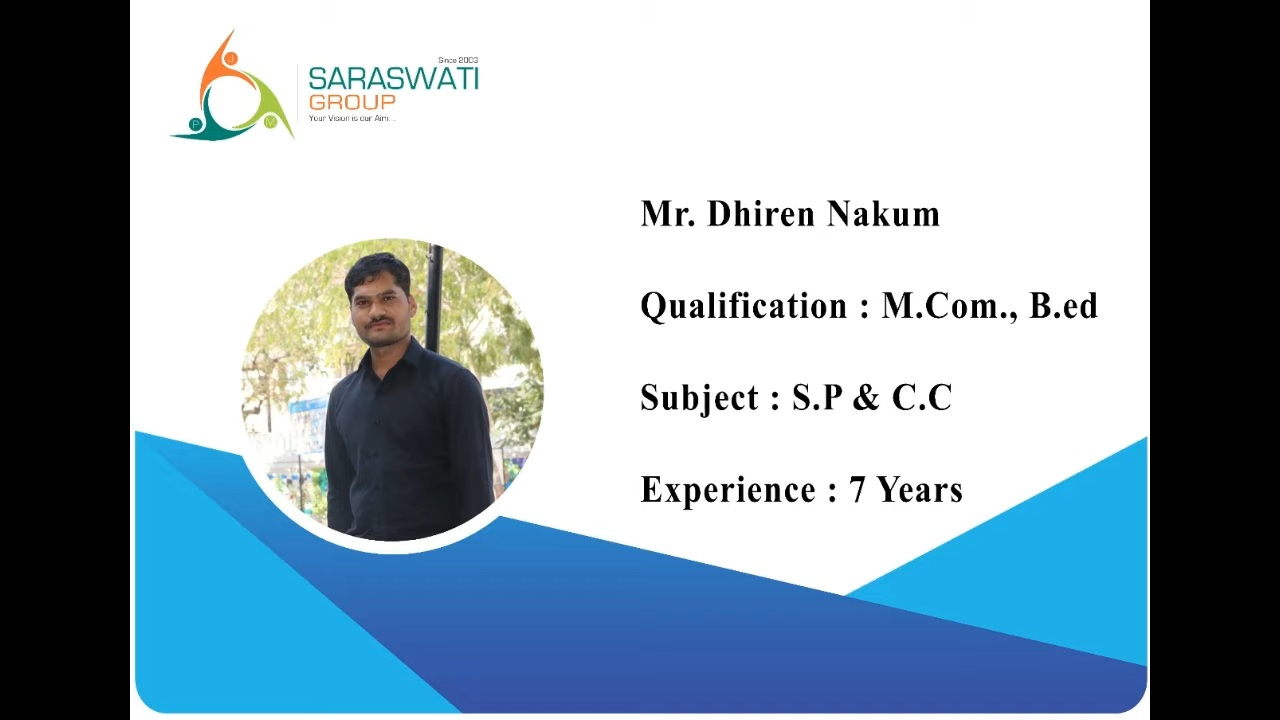 J
P
M
Since 2003
SARASWATI
GROUP
Your Vision is our Aim...
Mr. Dhiren Nakum
Qualification : M.Com., B.ed
Subject : S.P & C.C
Experience : 7 Years